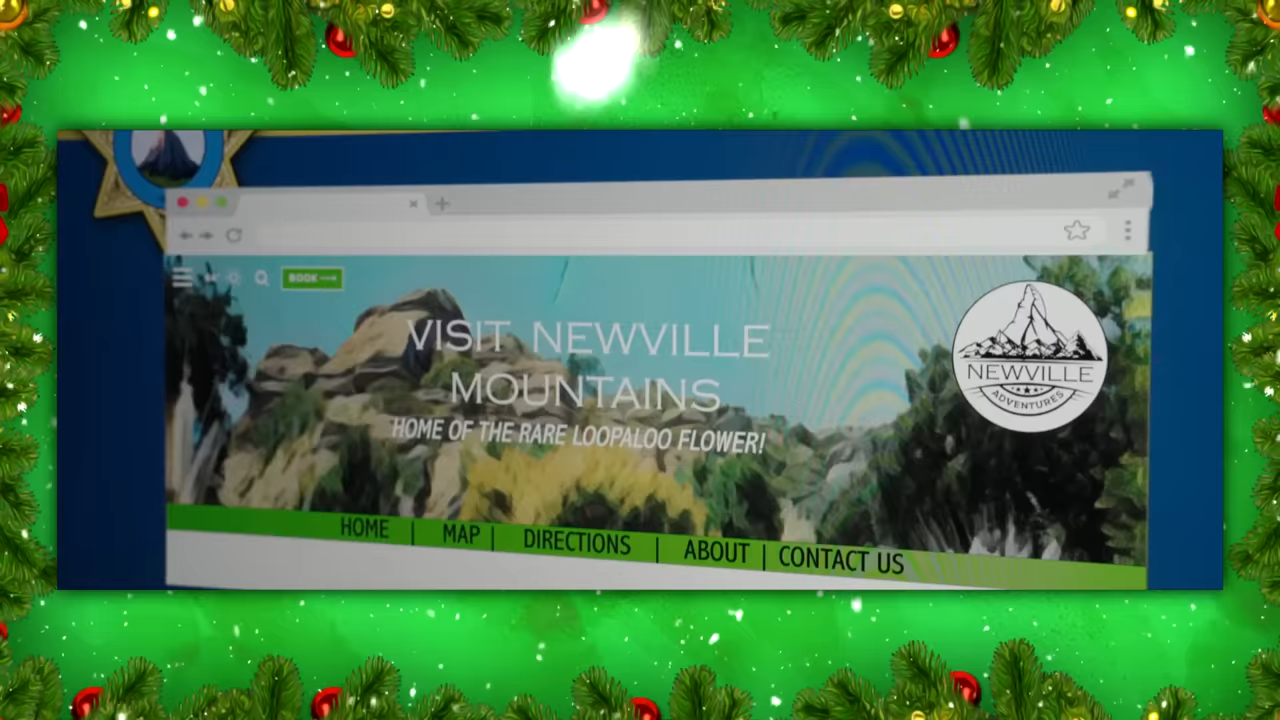 BOOK
VISIT NEWVILLE
MOUNTAINS
HOME OF THE RARE LOOPALOO FLOWER!
NEWVILLE
ADVENTURES
HOME | MAP | DIRECTIONS | ABOUT | CONTACT US